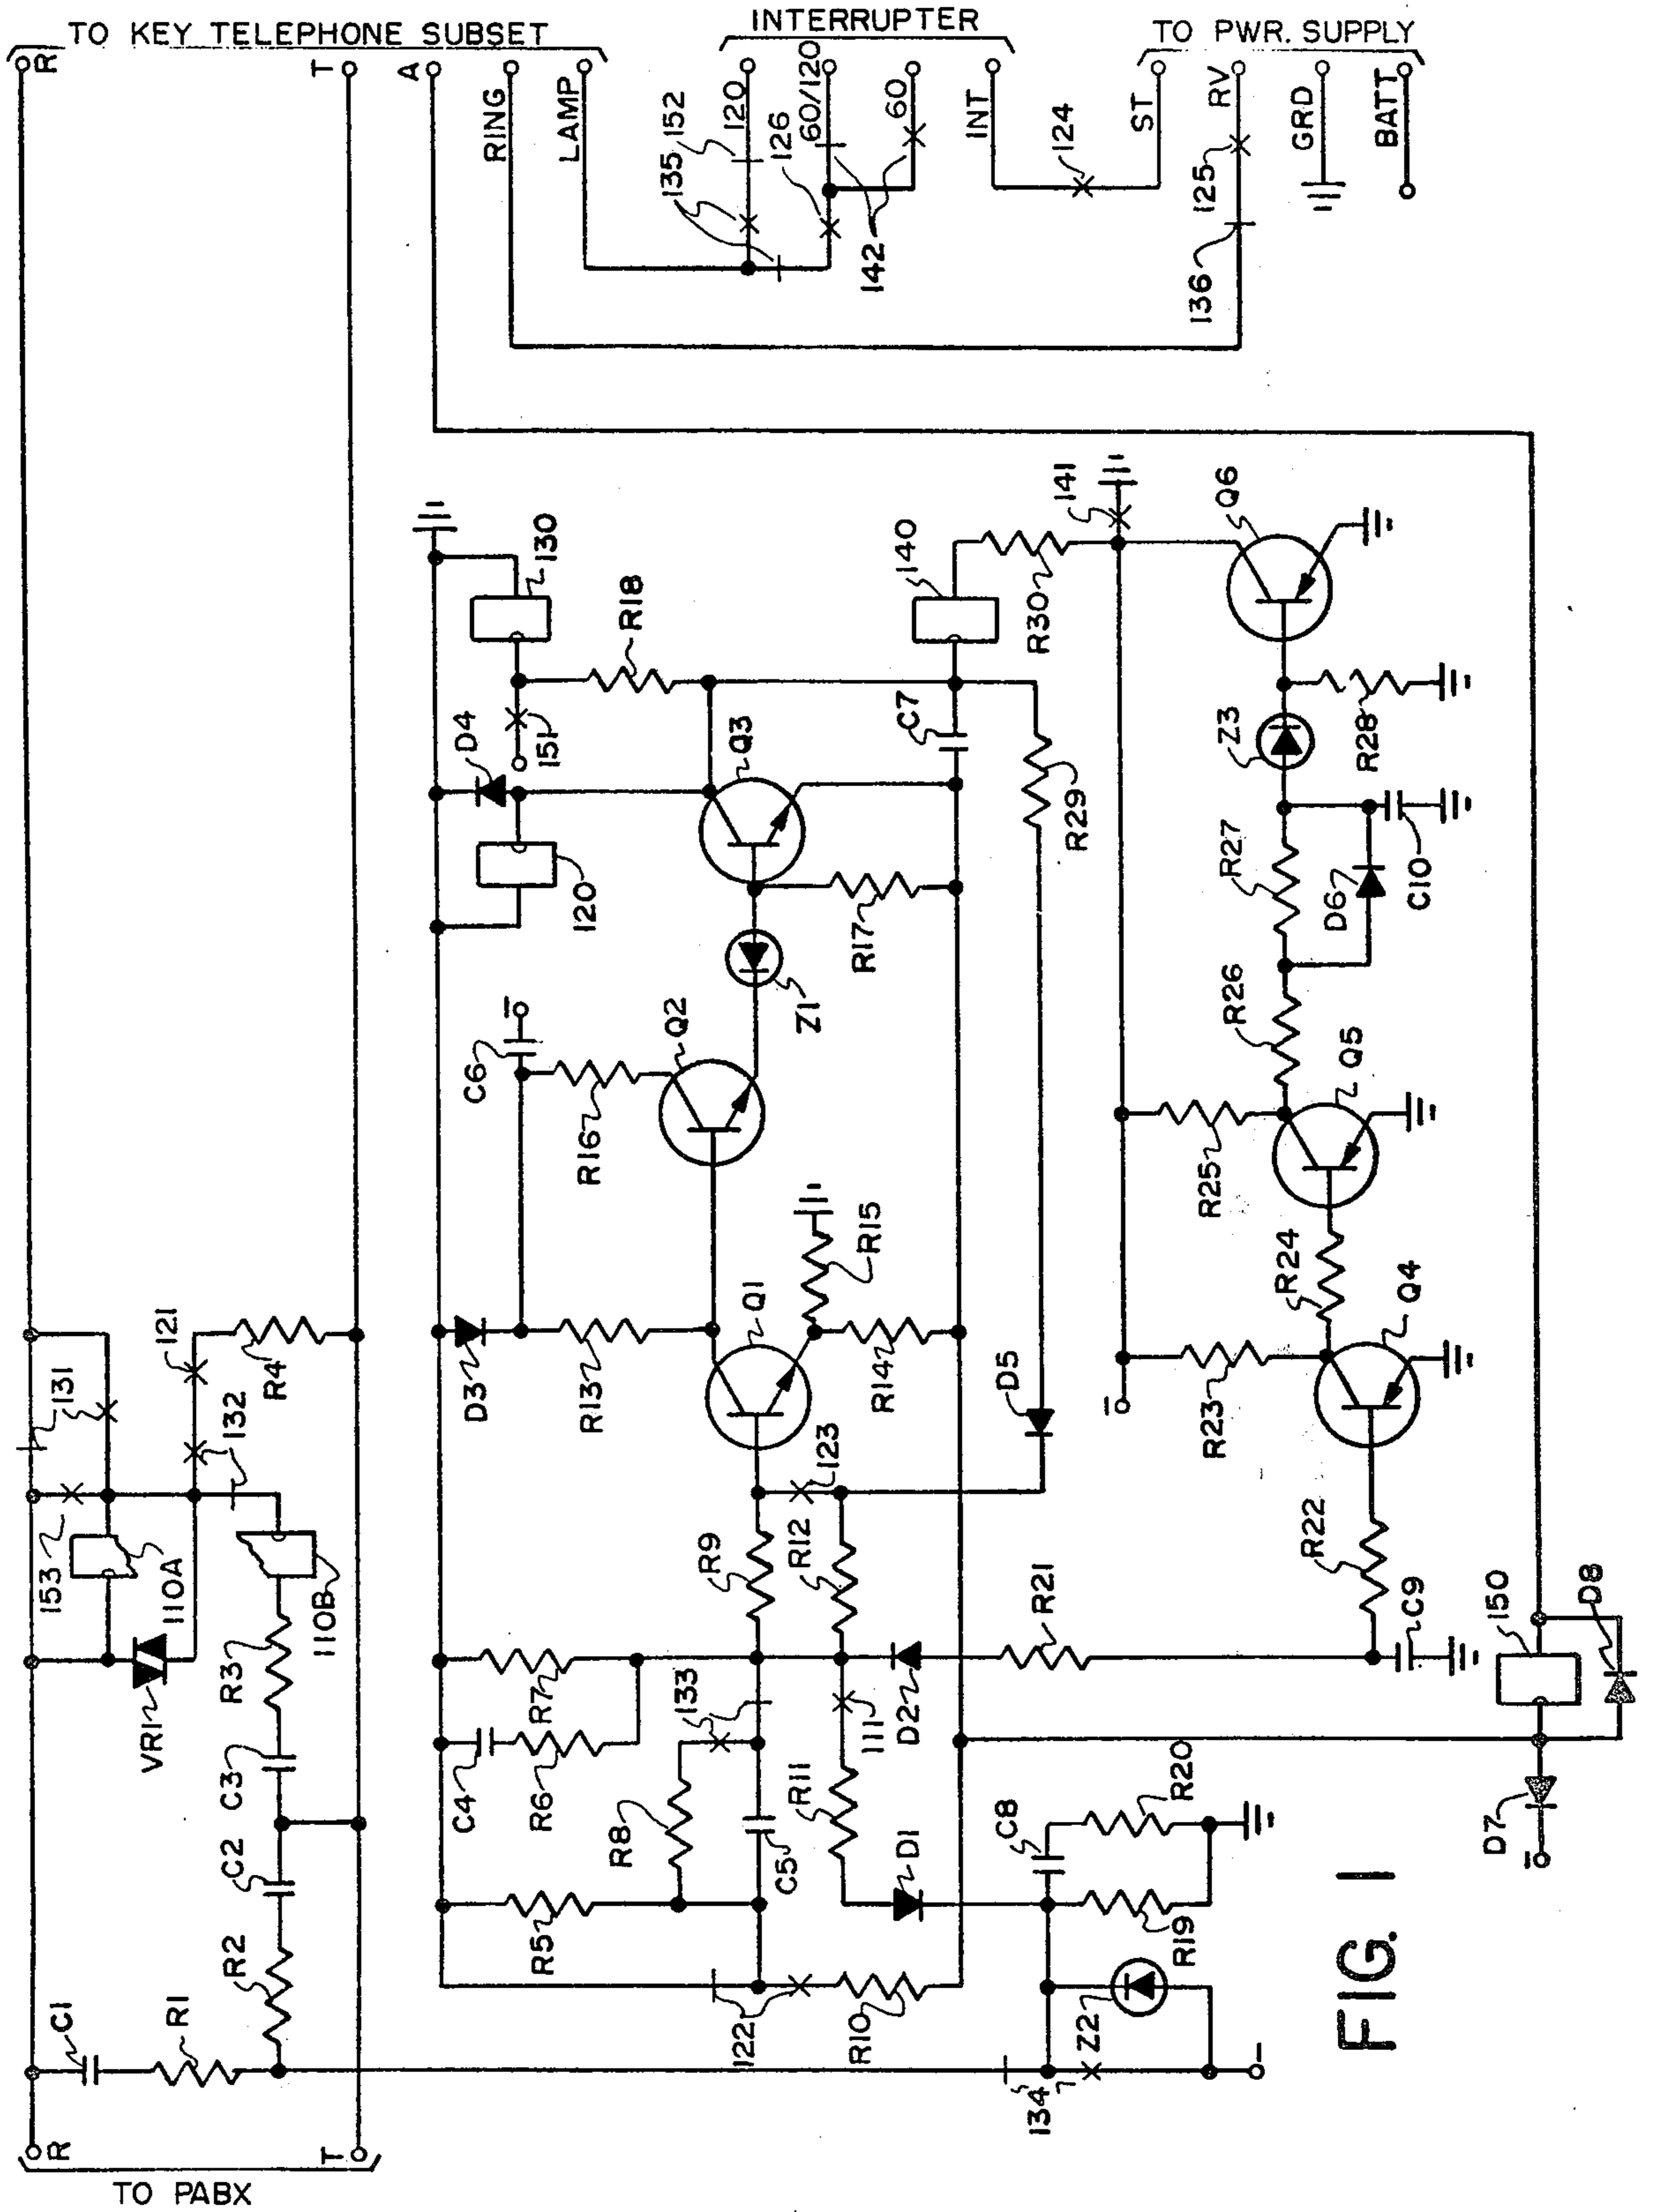 TO KEY TELEPHONE SUBSET
INTERRUPTER
TO PWR. SUPPLY
R
T
A
RING
LAMP
120
60/120
60
INT
ST
RV
GRD
BATT
152
126
135
142
124
125
136
131
121
132
R4
153
110A
110B
VR1
R3
C3
C2
R2
C1
R1
R
T
TO PABX
130
R18
D4
151
Q3
120
C6
Q2
R16
Z1
R17
C7
140
R30
141
Q6
R29
Z3
R28
R27
D6
C10
R26
Q5
R25
R24
Q4
R23
R22
D3
R13
Q1
R15
R14
D5
123
R9
R12
R7
R6
C4
133
111
D2
R21
C9
R8
R11
C5
D1
R5
R10
122
C8
R20
R19
Z2
134
150
D8
D7
FIG. 1